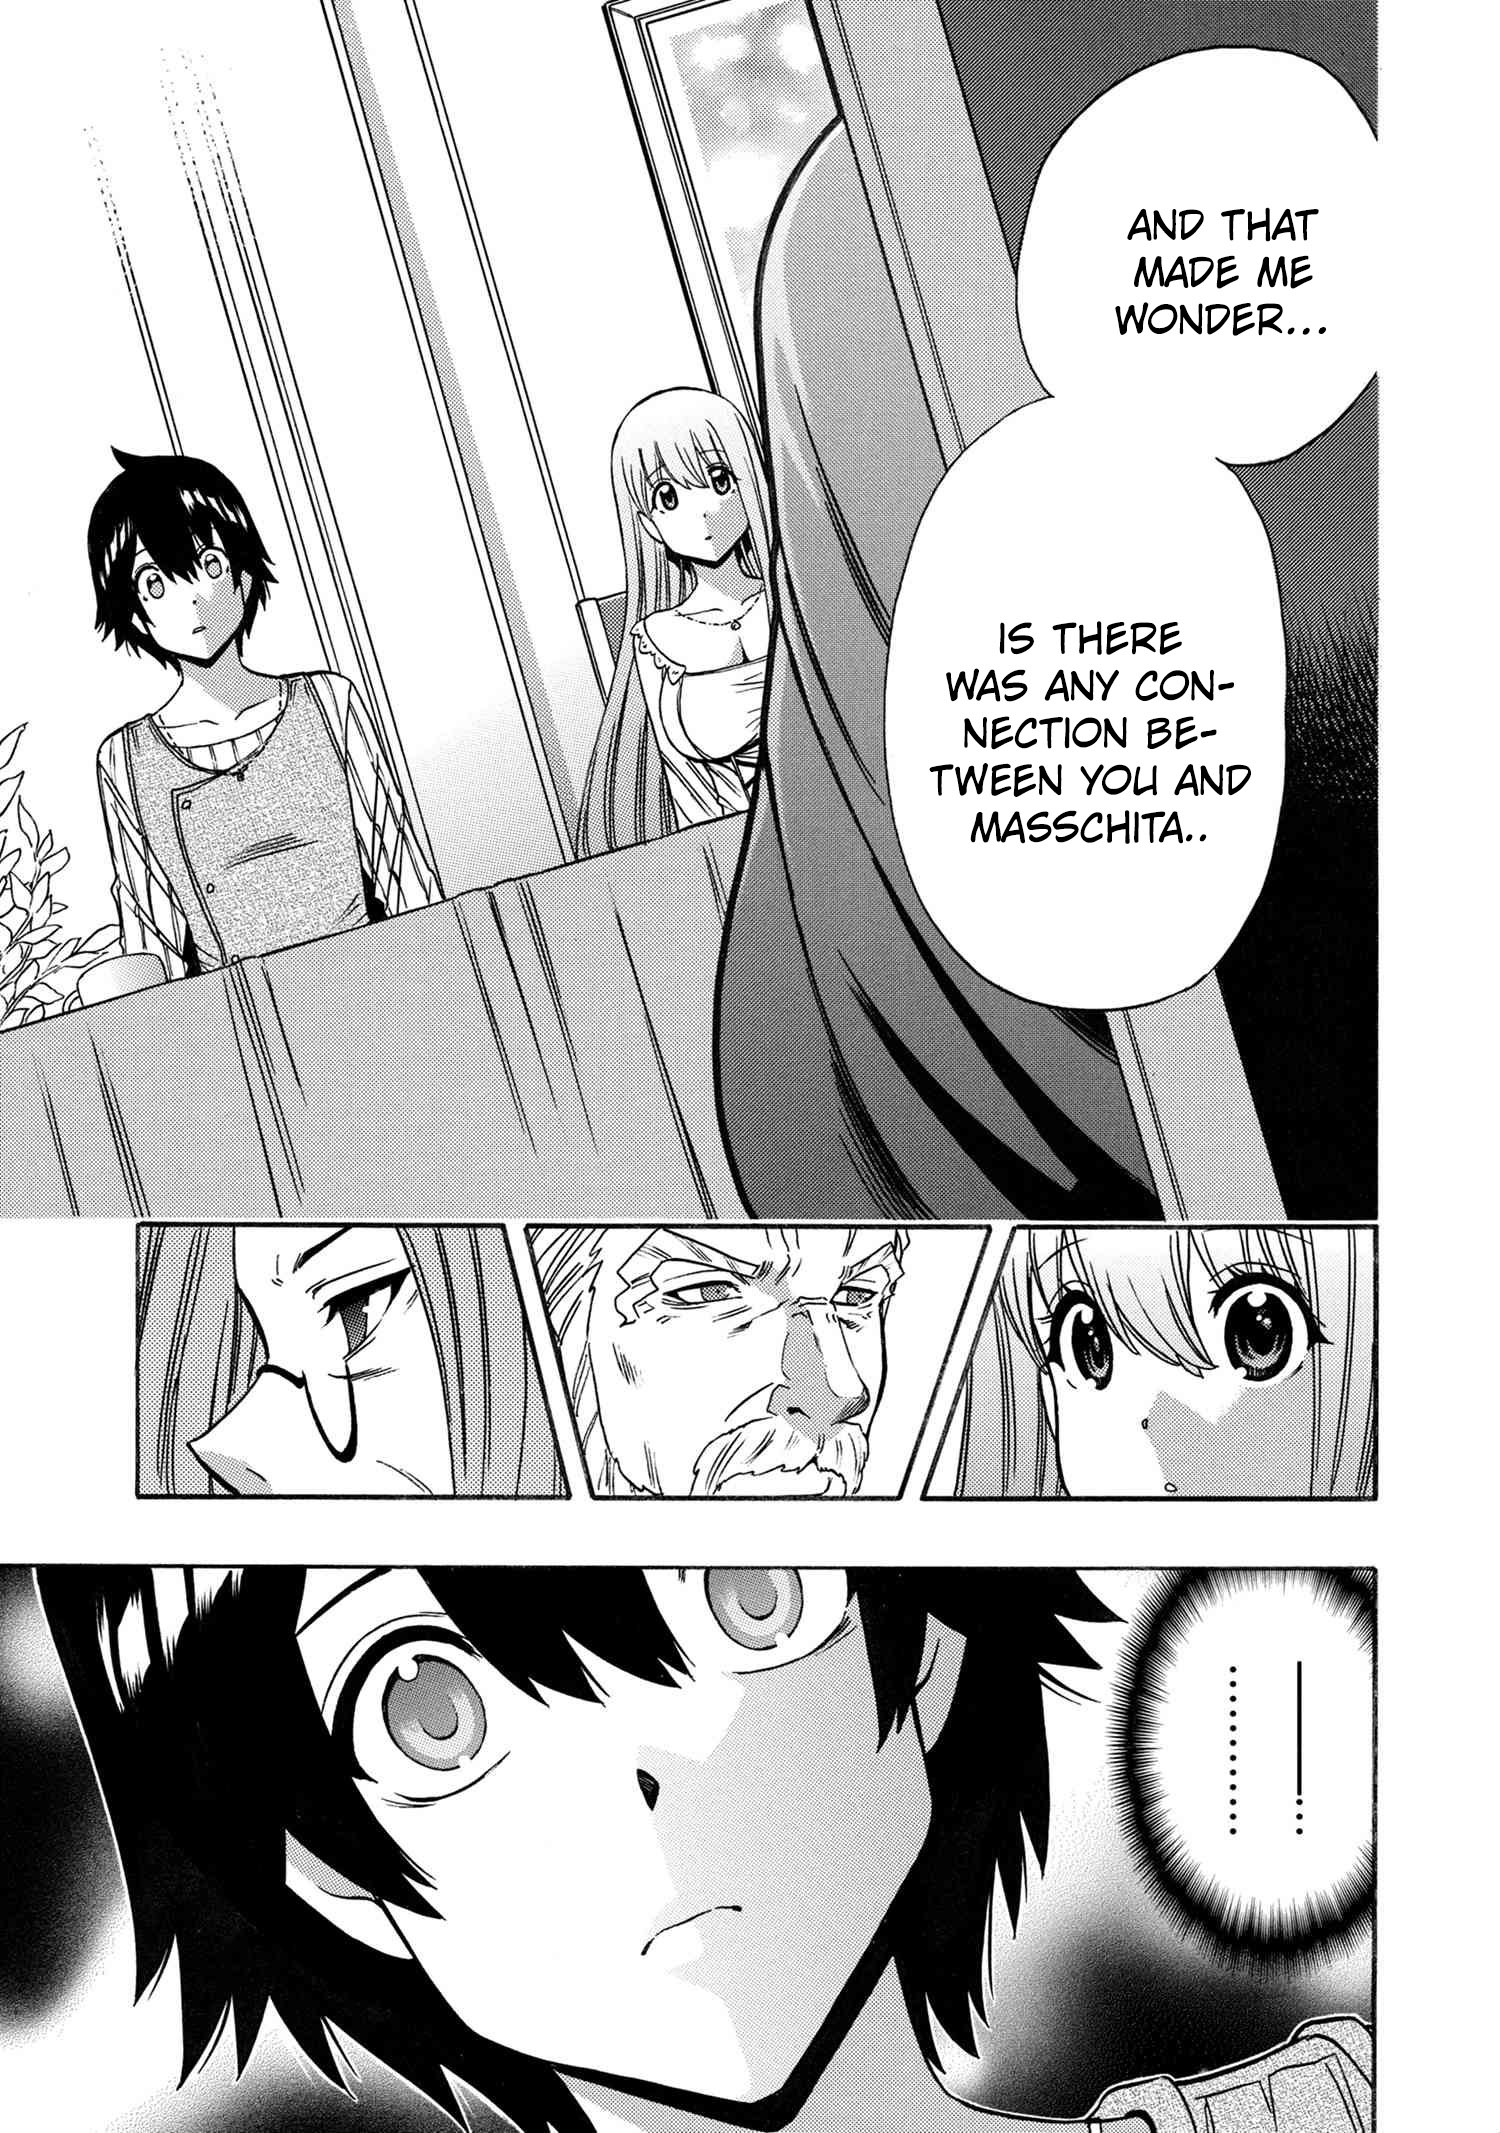 AND THAT
MADE ME
WONDER...
IS THERE
WAS ANY CON-
NECTION BE-
TWEEN YOU AND
MASSCHITA..